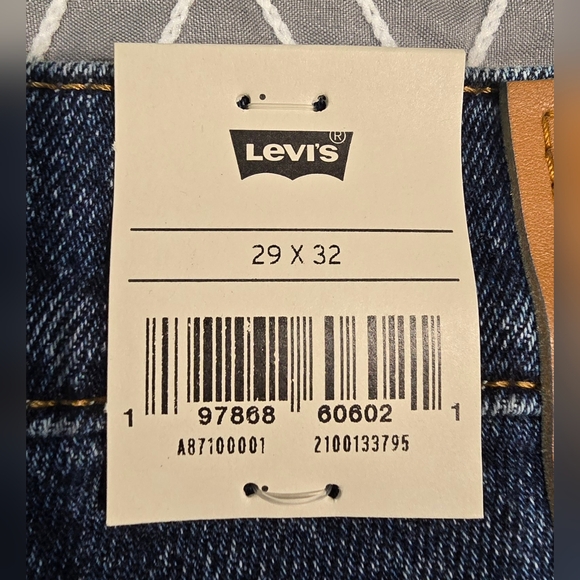 LEVI'S ®
29 X 32
1 97868 60602 1
A87100001 2100133795